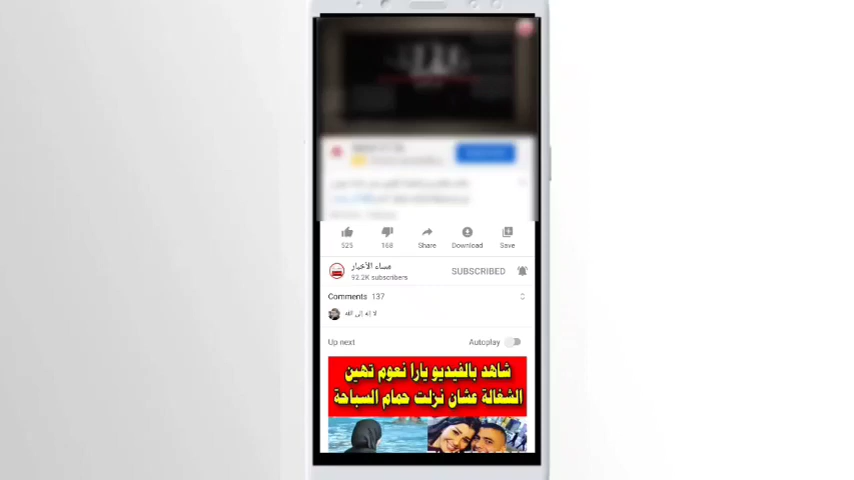 525
168
Share
Download
Save
مساء الأخبار
92.2K subscribers
SUBSCRIBED
Comments 137
لا إله إلى الله
Up next
Autoplay
شاهد بالفيديو يارا نعوم تهين
الشغالة عشان نزلت حمام السباحة